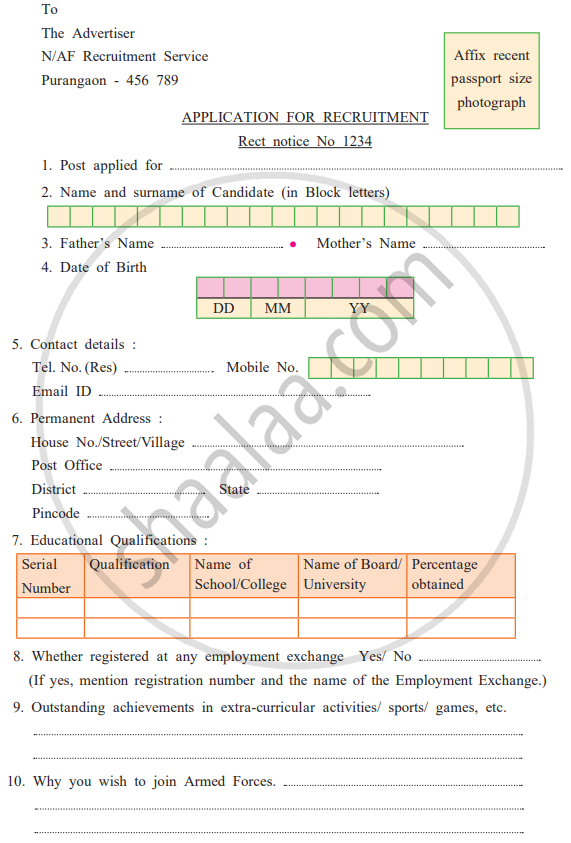 To
The Advertiser
N/AF Recruitment Service
Purangaon - 456 789
Affix recent
passport size
photograph
APPLICATION FOR RECRUITMENT
Rect notice No 1234
1. Post applied for
2. Name and surname of Candidate (in Block letters)
3. Father's Name ● Mother's Name
4. Date of Birth
DD MM YY
5. Contact details :
Tel. No. (Res) Mobile No.
Email ID
6. Permanent Address :
House No./Street/Village
Post Office
District State
Pincode
7. Educational Qualifications :
Serial Number Qualification Name of School/College Name of Board/ University Percentage obtained
8. Whether registered at any employment exchange Yes/ No
(If yes, mention registration number and the name of the Employment Exchange.)
9. Outstanding achievements in extra-curricular activities/ sports/ games, etc.
10. Why you wish to join Armed Forces.
shaalaa.com